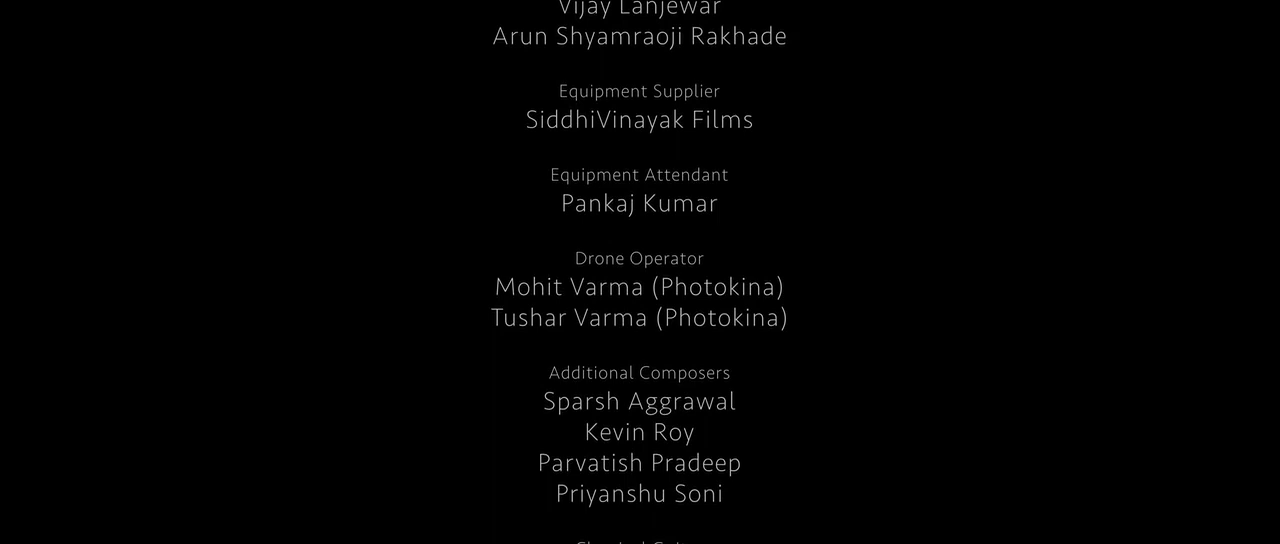 Vijay Lanjewar
Arun Shyamraoji Rakhade
Equipment Supplier
SiddhiVinayak Films
Equipment Attendant
Pankaj Kumar
Drone Operator
Mohit Varma (Photokina)
Tushar Varma (Photokina)
Additional Composers
Sparsh Aggrawal
Kevin Roy
Parvatish Pradeep
Priyanshu Soni